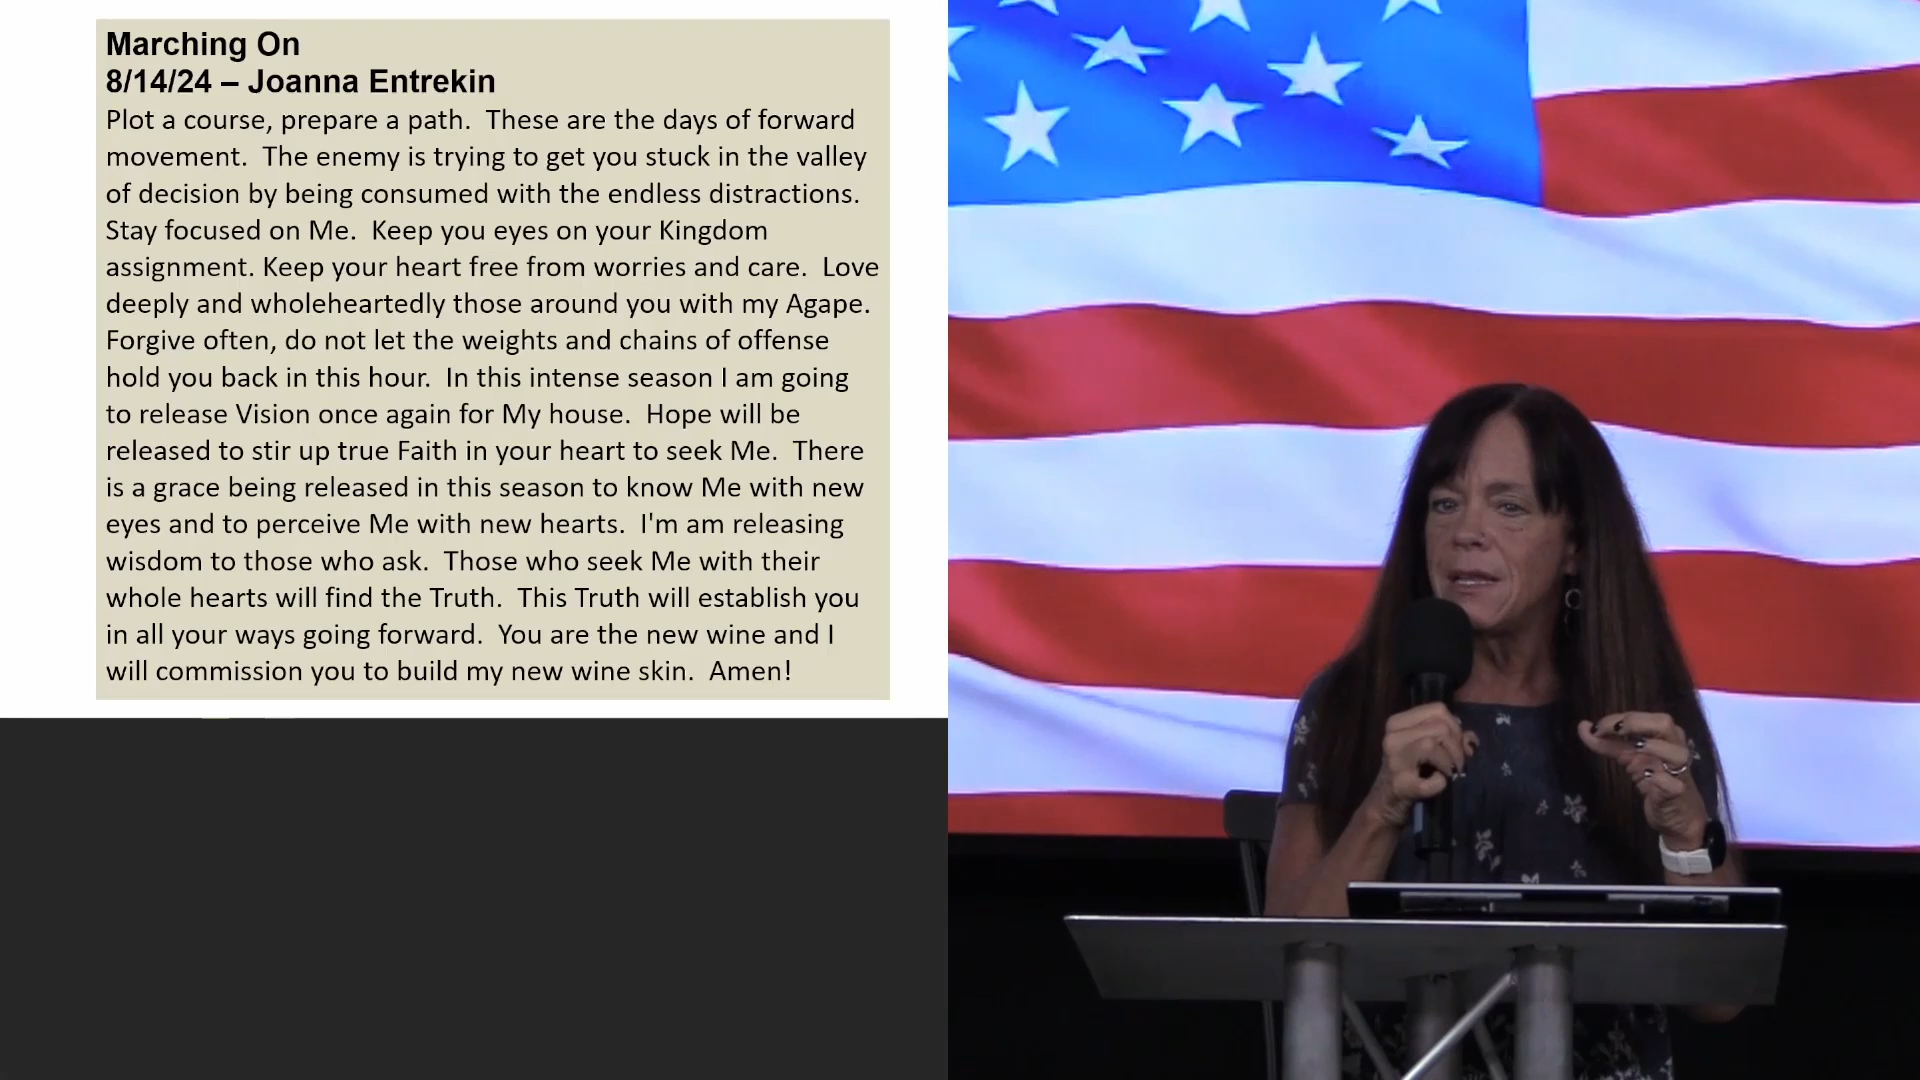 Marching On
8/14/24 – Joanna Entrekin
Plot a course, prepare a path.  These are the days of forward
movement.  The enemy is trying to get you stuck in the valley
of decision by being consumed with the endless distractions.
Stay focused on Me.  Keep you eyes on your Kingdom
assignment. Keep your heart free from worries and care.  Love
deeply and wholeheartedly those around you with my Agape.
Forgive often, do not let the weights and chains of offense
hold you back in this hour.  In this intense season I am going
to release Vision once again for My house.  Hope will be
released to stir up true Faith in your heart to seek Me.  There
is a grace being released in this season to know Me with new
eyes and to perceive Me with new hearts.  I'm am releasing
wisdom to those who ask.  Those who seek Me with their
whole hearts will find the Truth.  This Truth will establish you
in all your ways going forward.  You are the new wine and I
will commission you to build my new wine skin.  Amen!